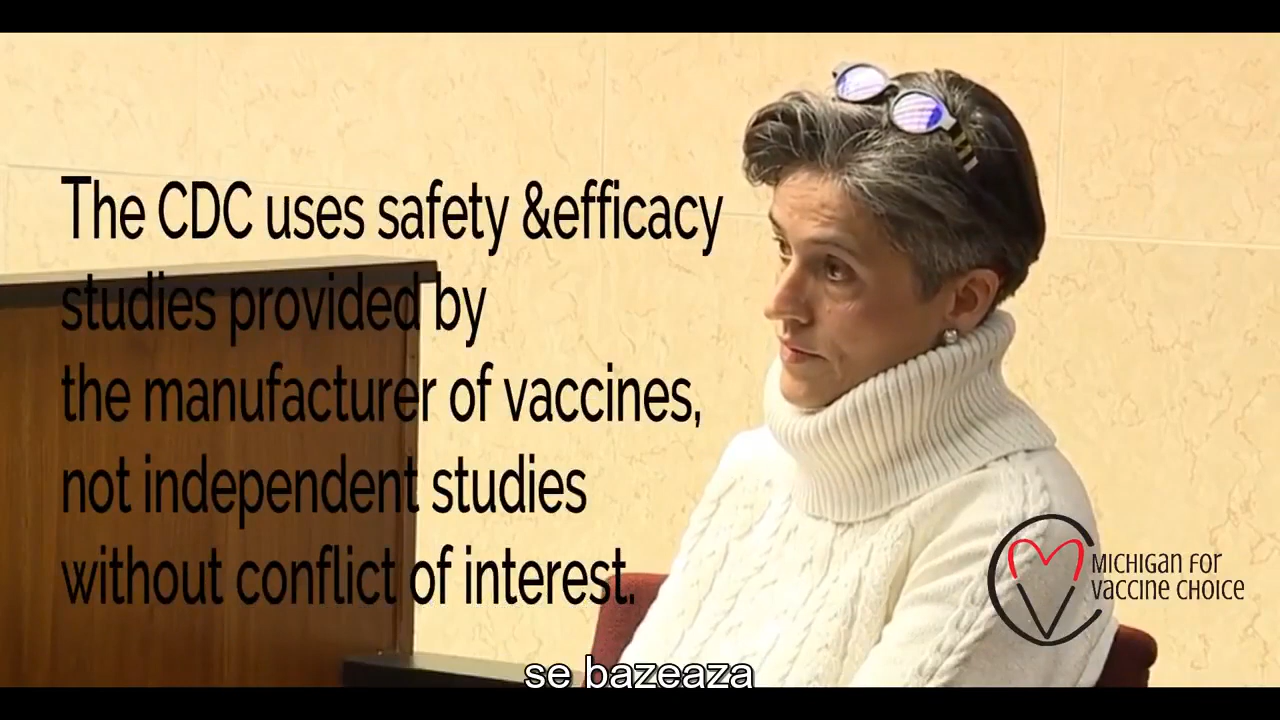 The CDC uses safety &efficacy
studies provided by
the manufacturer of vaccines,
not independent studies
without conflict of interest.
MICHIGAN FOR
VACCINE CHOICE
se bazeaza